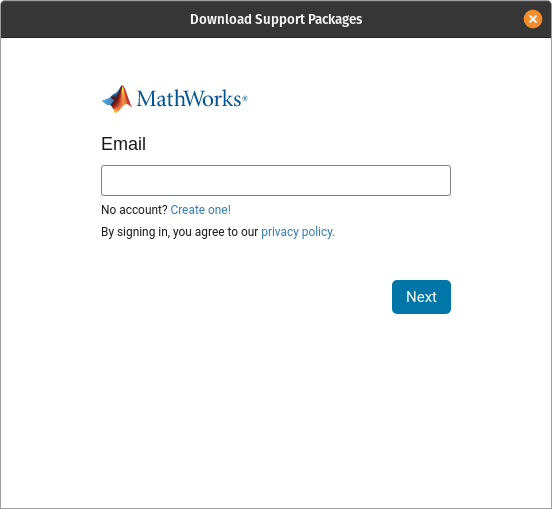 Download Support Packages
MathWorks®
Email
No account? Create one!
By signing in, you agree to our privacy policy.
Next